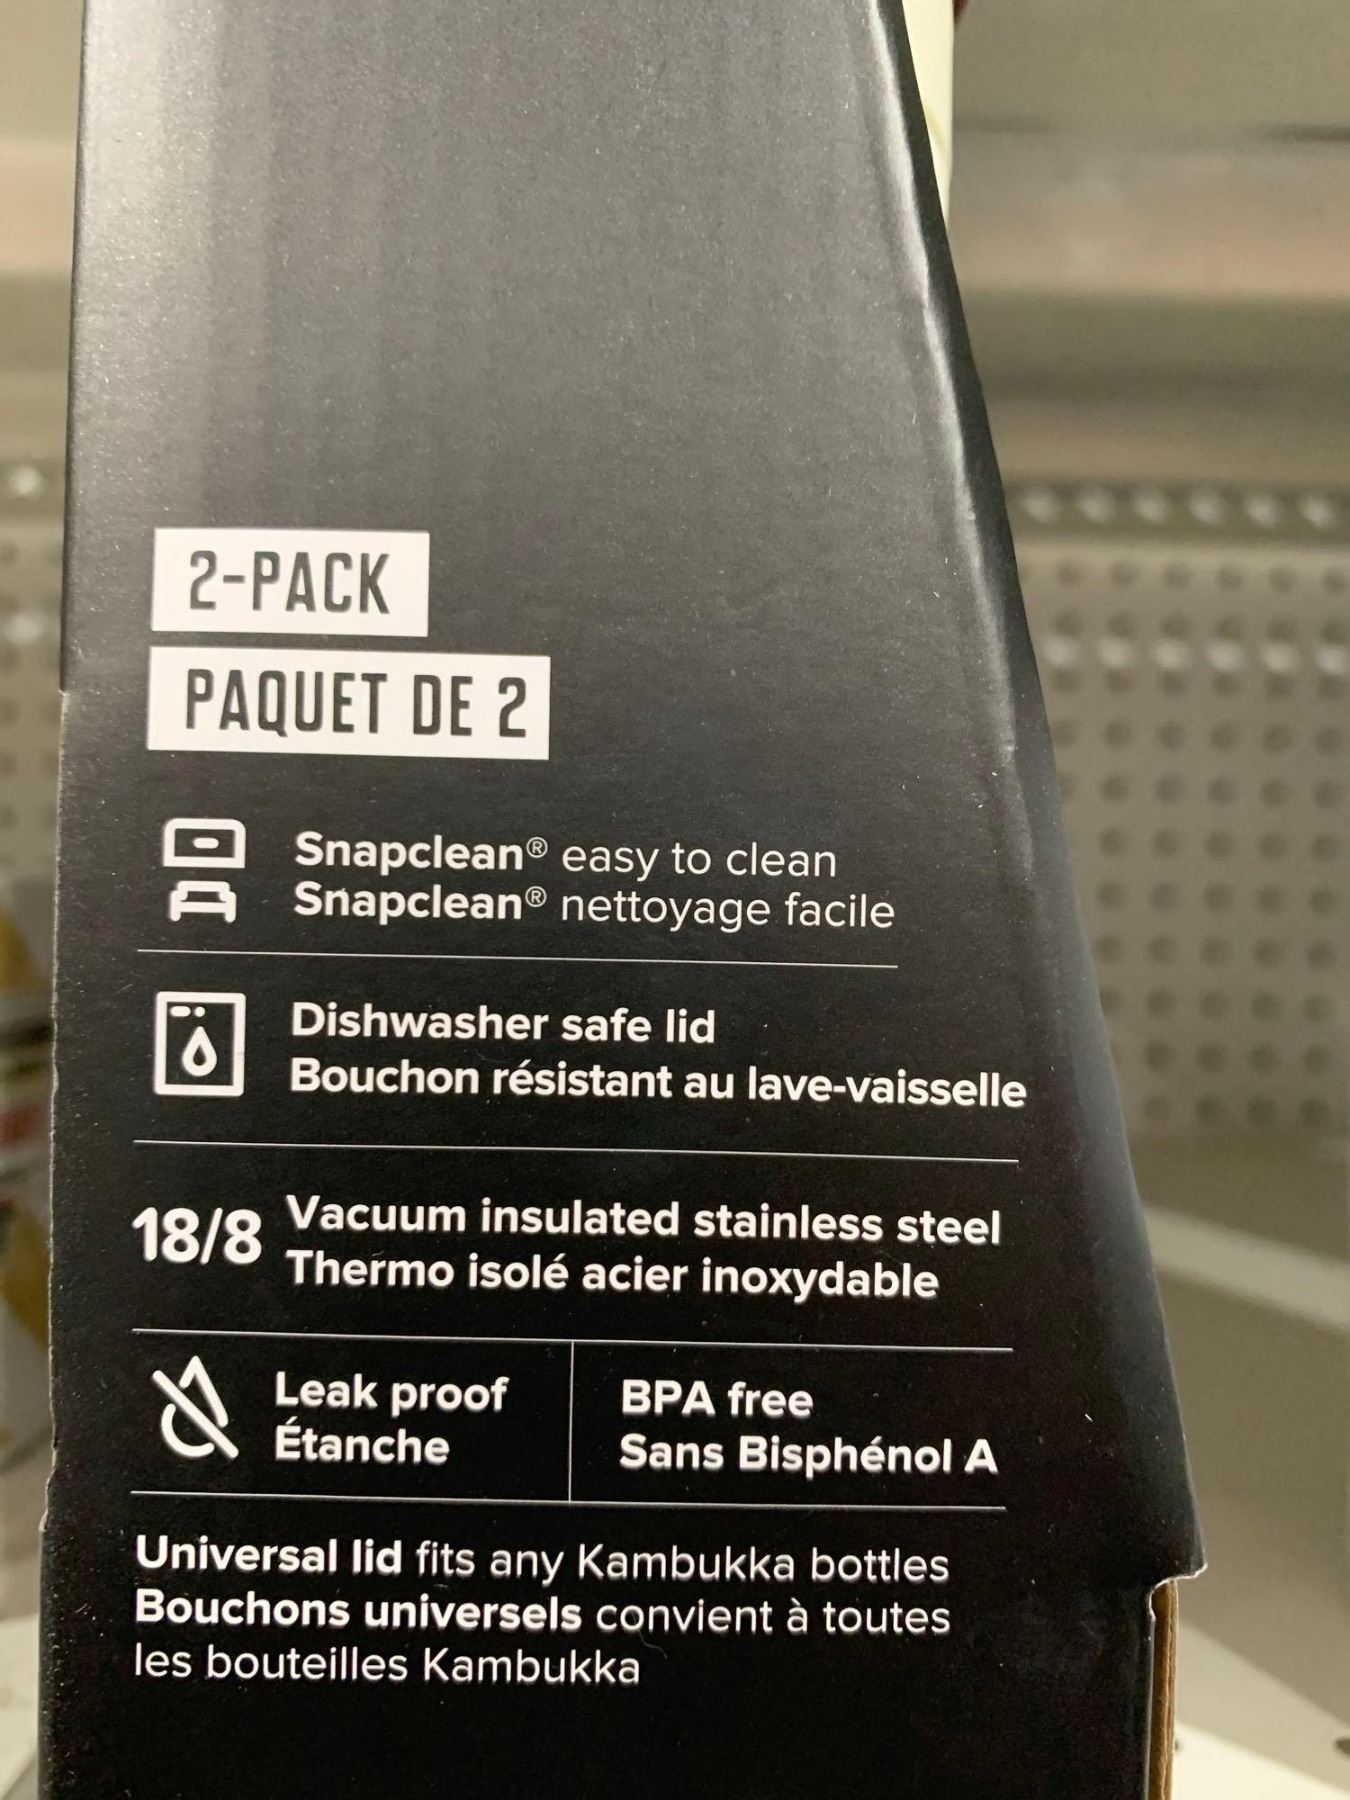 2-PACK
PAQUET DE 2
Snapclean® easy to clean
Snapclean® nettoyage facile
Dishwasher safe lid
Bouchon résistant au lave-vaisselle
18/8 Vacuum insulated stainless steel
Thermo isolé acier inoxydable
Leak proof
Étanche
BPA free
Sans Bisphénol A
Universal lid fits any Kambukka bottles
Bouchons universels convient à toutes
les bouteilles Kambukka